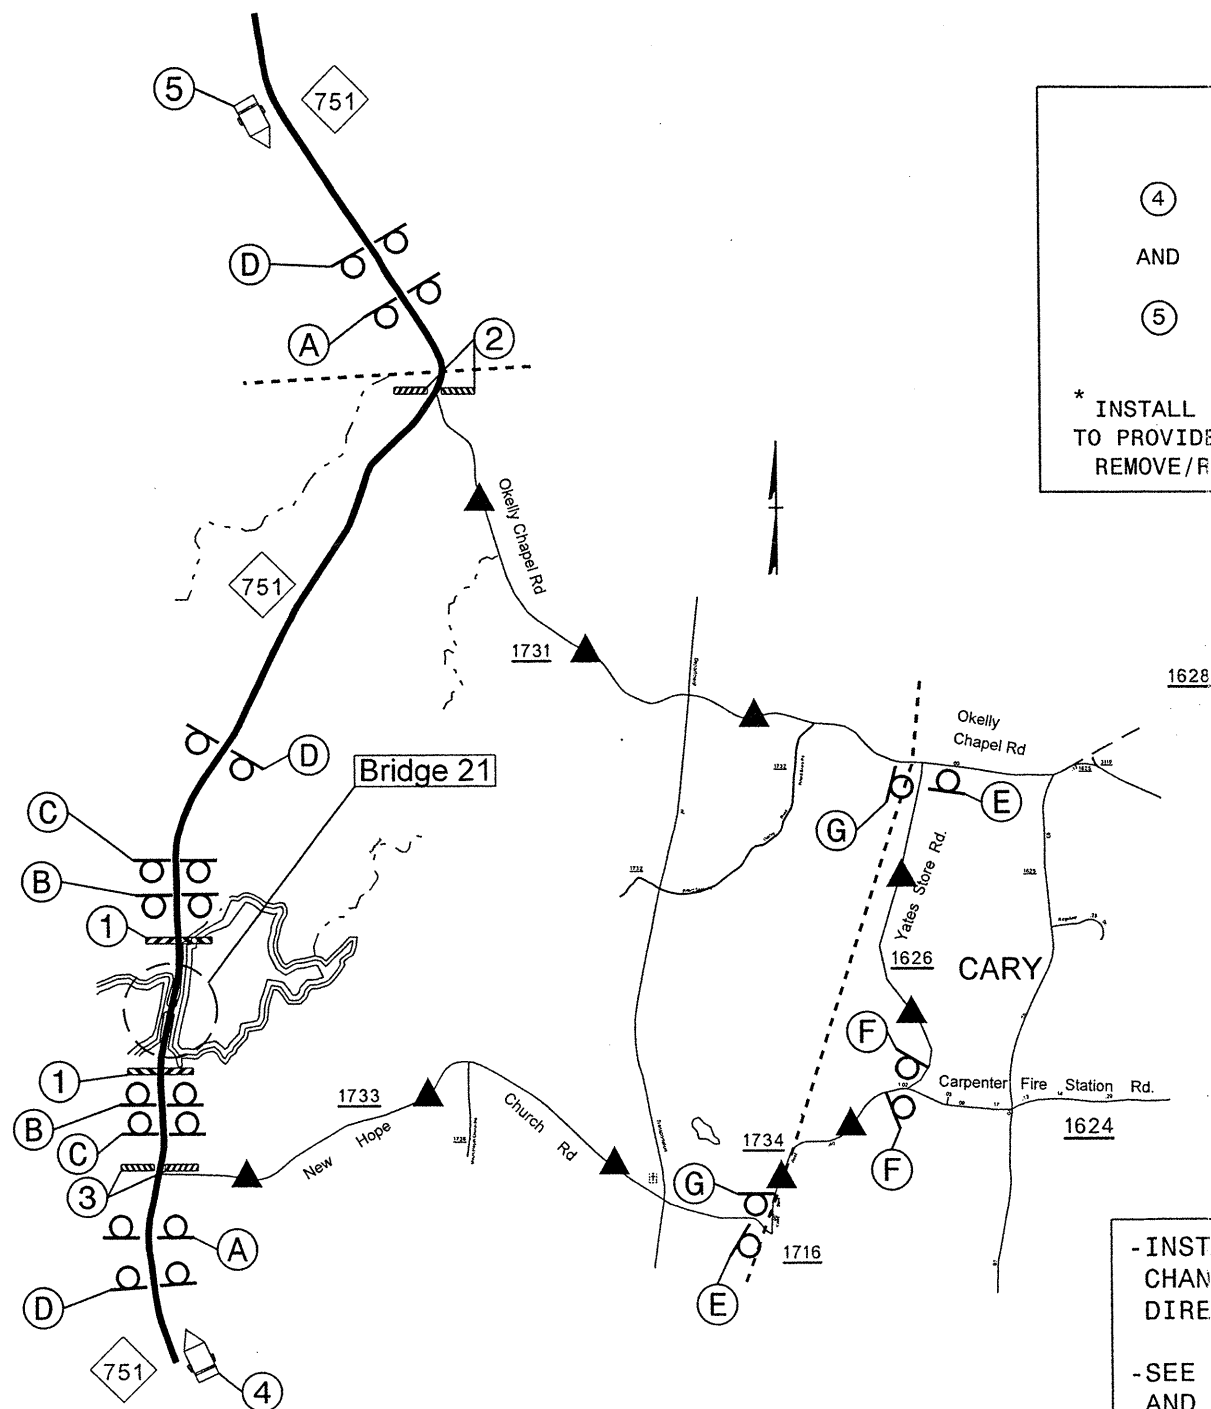 5
751
4
AND
5
* INSTALL
TO PROVIDE
REMOVE/R
D
A
2
Okelly Chapel Rd
751
1731
1628
Okelly
Chapel Rd
D
Bridge 21
C
B
1
G
E
Yates Store Rd.
1626
CARY
F
1
B
C
3
1733
New Hope
Church Rd
1734
Carpenter Fire Station Rd.
1624
F
G
A
D
1716
E
751
4
-INST
CHAN
DIRE
-SEE
AND